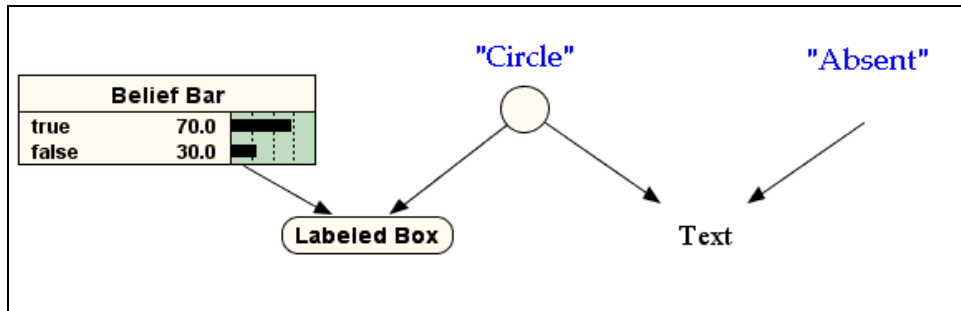 "Circle"
"Absent"
Belief Bar
true 70.0
false 30.0
Labeled Box
Text